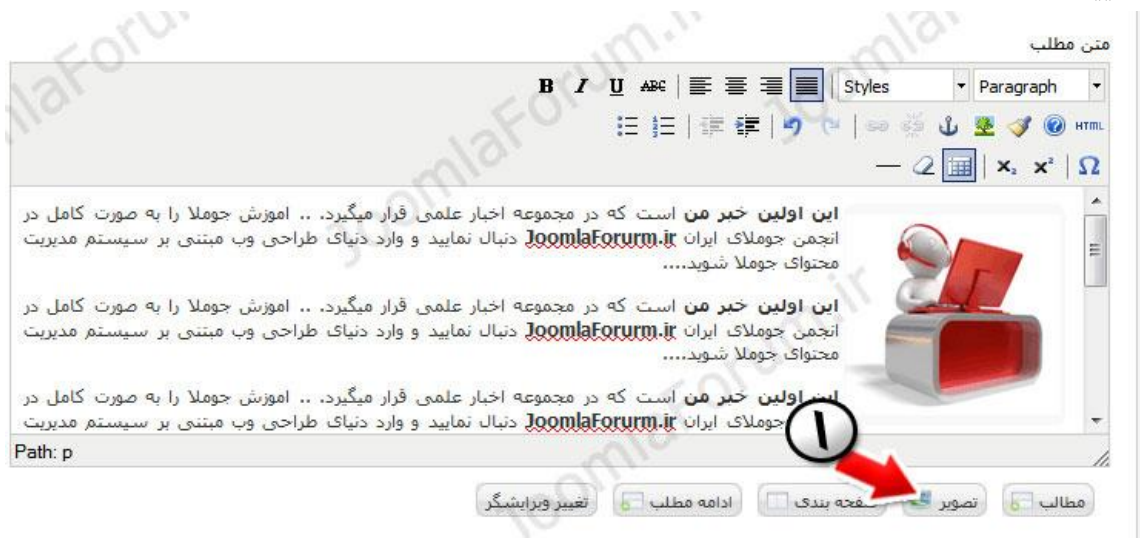 متن مطلب
B I U ABC Styles Paragraph
HTML
x₂ x² Ω
این اولین خبر من است که در مجموعه اخبار علمی قرار میگیرد. .. اموزش جوملا را به صورت کامل در
انجمن جوملای ایران JoomlaForurm.ir دنبال نمایید و وارد دنیای طراحی وب مبتنی بر سیستم مدیریت
محتوای جوملا شوید....
این اولین خبر من است که در مجموعه اخبار علمی قرار میگیرد. .. اموزش جوملا را به صورت کامل در
انجمن جوملای ایران JoomlaForurm.ir دنبال نمایید و وارد دنیای طراحی وب مبتنی بر سیستم مدیریت
محتوای جوملا شوید....
این اولین خبر من است که در مجموعه اخبار علمی قرار میگیرد. .. اموزش جوملا را به صورت کامل در
جوملای ایران JoomlaForurm.ir دنبال نمایید و وارد دنیای طراحی وب مبتنی بر سیستم مدیریت
۱
Path: p
مطالب تصویر صفحه بندی ادامه مطلب تغییر ویرایشگر
JoomlaForum.ir